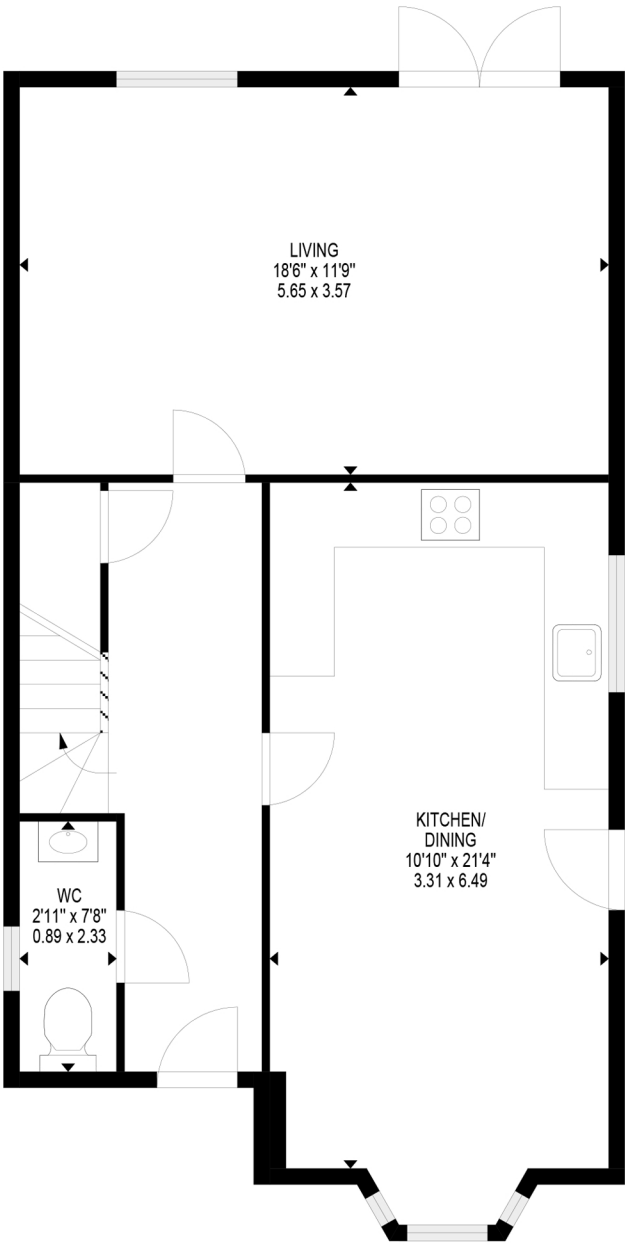 LIVING
18'6" x 11'9"
5.65 x 3.57
KITCHEN/
DINING
10'10" x 21'4"
3.31 x 6.49
WC
2'11" x 7'8"
0.89 x 2.33